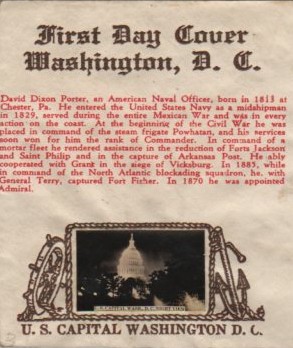 First Day Cover
Washington, D. C.
David Dixon Porter, an American Naval Officer, born in 1813 at
Chester, Pa. He entered the United States Navy as a midshipman
in 1829, served during the entire Mexican War and was in every
action on the coast. At the beginning of the Civil War he was
placed in command of the steam frigate Powhatan, and his services
soon won for him the rank of Commander. In command of a
mortar fleet he rendered assistance in the reduction of Forts Jackson
and Saint Philip and in the capture of Arkansas Post. He ably
cooperated with Grant in the siege of Vicksburg. In 1885, while
in command of the North Atlantic blockading squadron, he, with
General Terry, captured Fort Fisher. In 1870 he was appointed
Admiral.
U.S. CAPITAL WASH., D.C. NIGHT VIEW
U. S. CAPITAL WASHINGTON D. C.